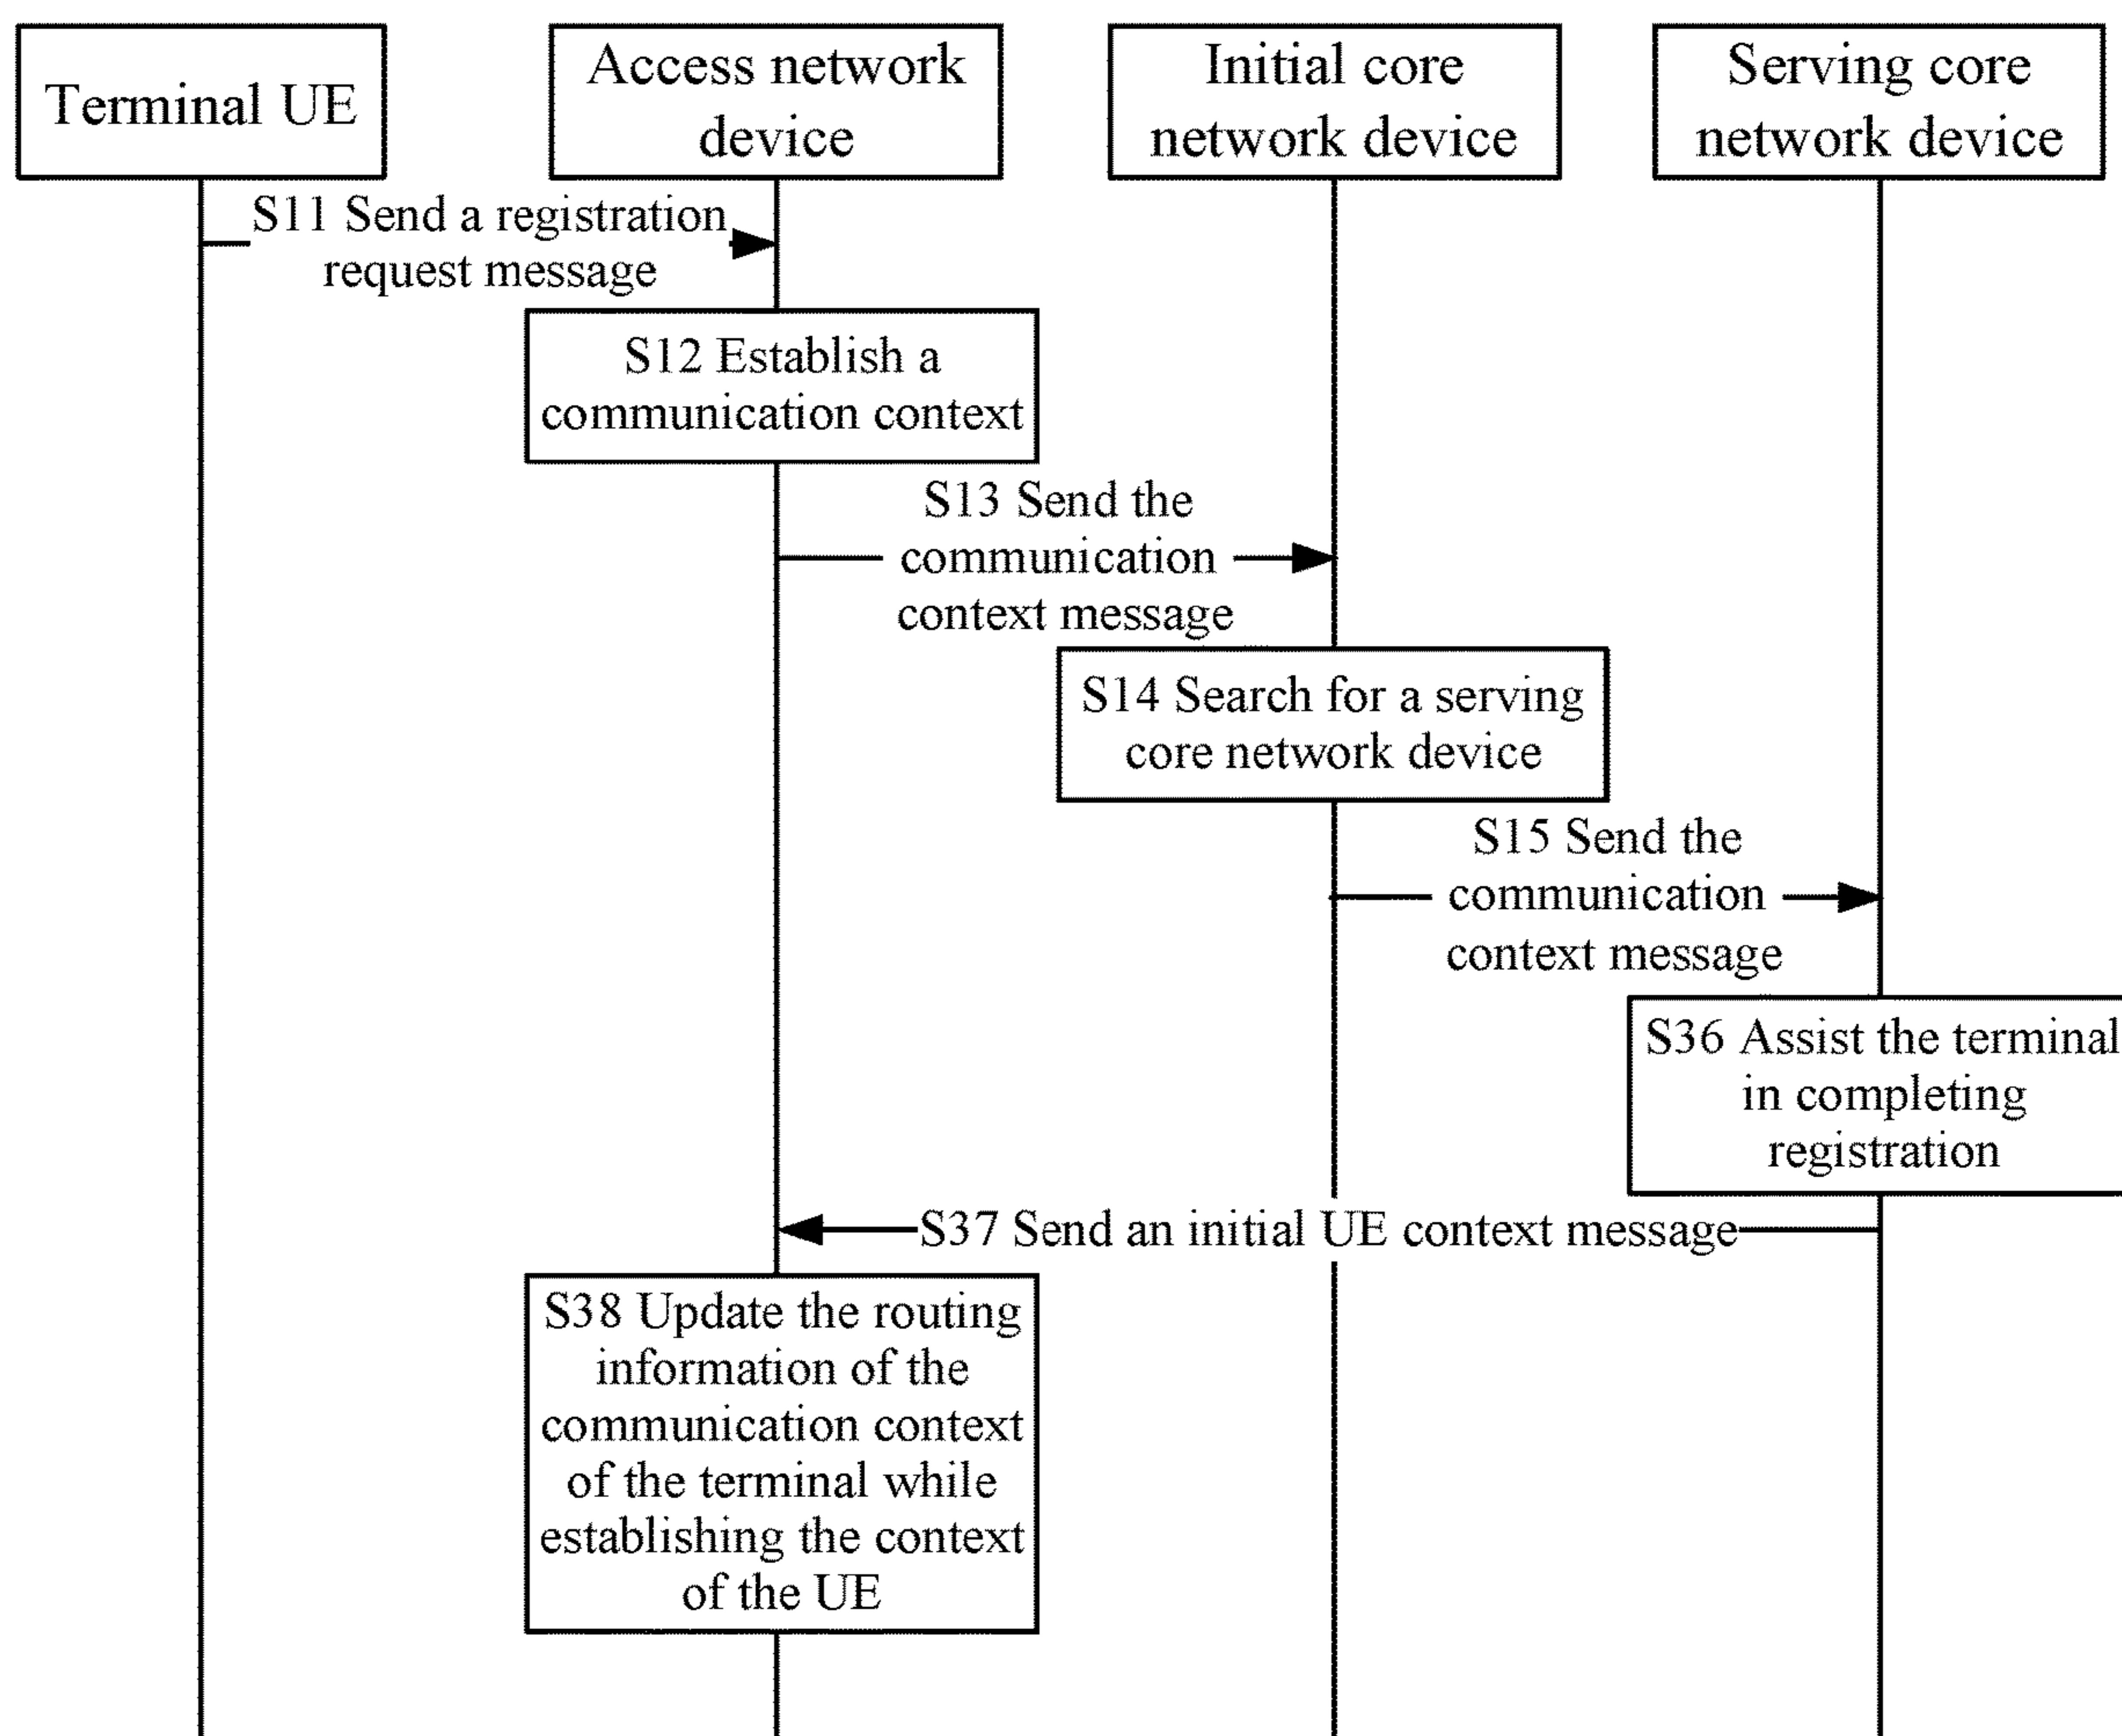 Terminal UE
Access network
device
Initial core
network device
Serving core
network device
S11 Send a registration
request message
S12 Establish a
communication context
S13 Send the
communication
context message
S14 Search for a serving
core network device
S15 Send the
communication
context message
S36 Assist the terminal
in completing
registration
S37 Send an initial UE context message
S38 Update the routing
information of the
communication context
of the terminal while
establishing the context
of the UE